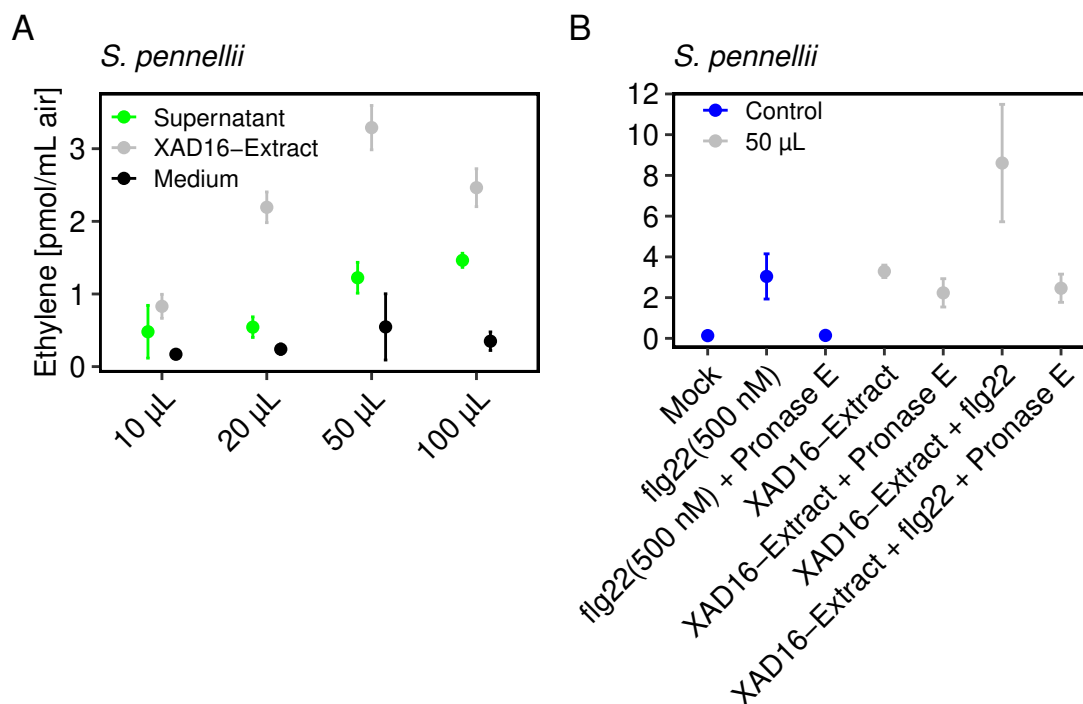 A
S. pennellii
Ethylene [pmol/mL air]
3
2
1
0
Supernatant
XAD16−Extract
Medium
10 µL
20 µL
50 µL
100 µL
B
S. pennellii
12
10
8
6
4
2
0
Control
50 µL
Mock
flg22(500 nM)
flg22(500 nM) + Pronase E
XAD16−Extract
XAD16−Extract + Pronase E
XAD16−Extract + flg22
XAD16−Extract + flg22 + Pronase E